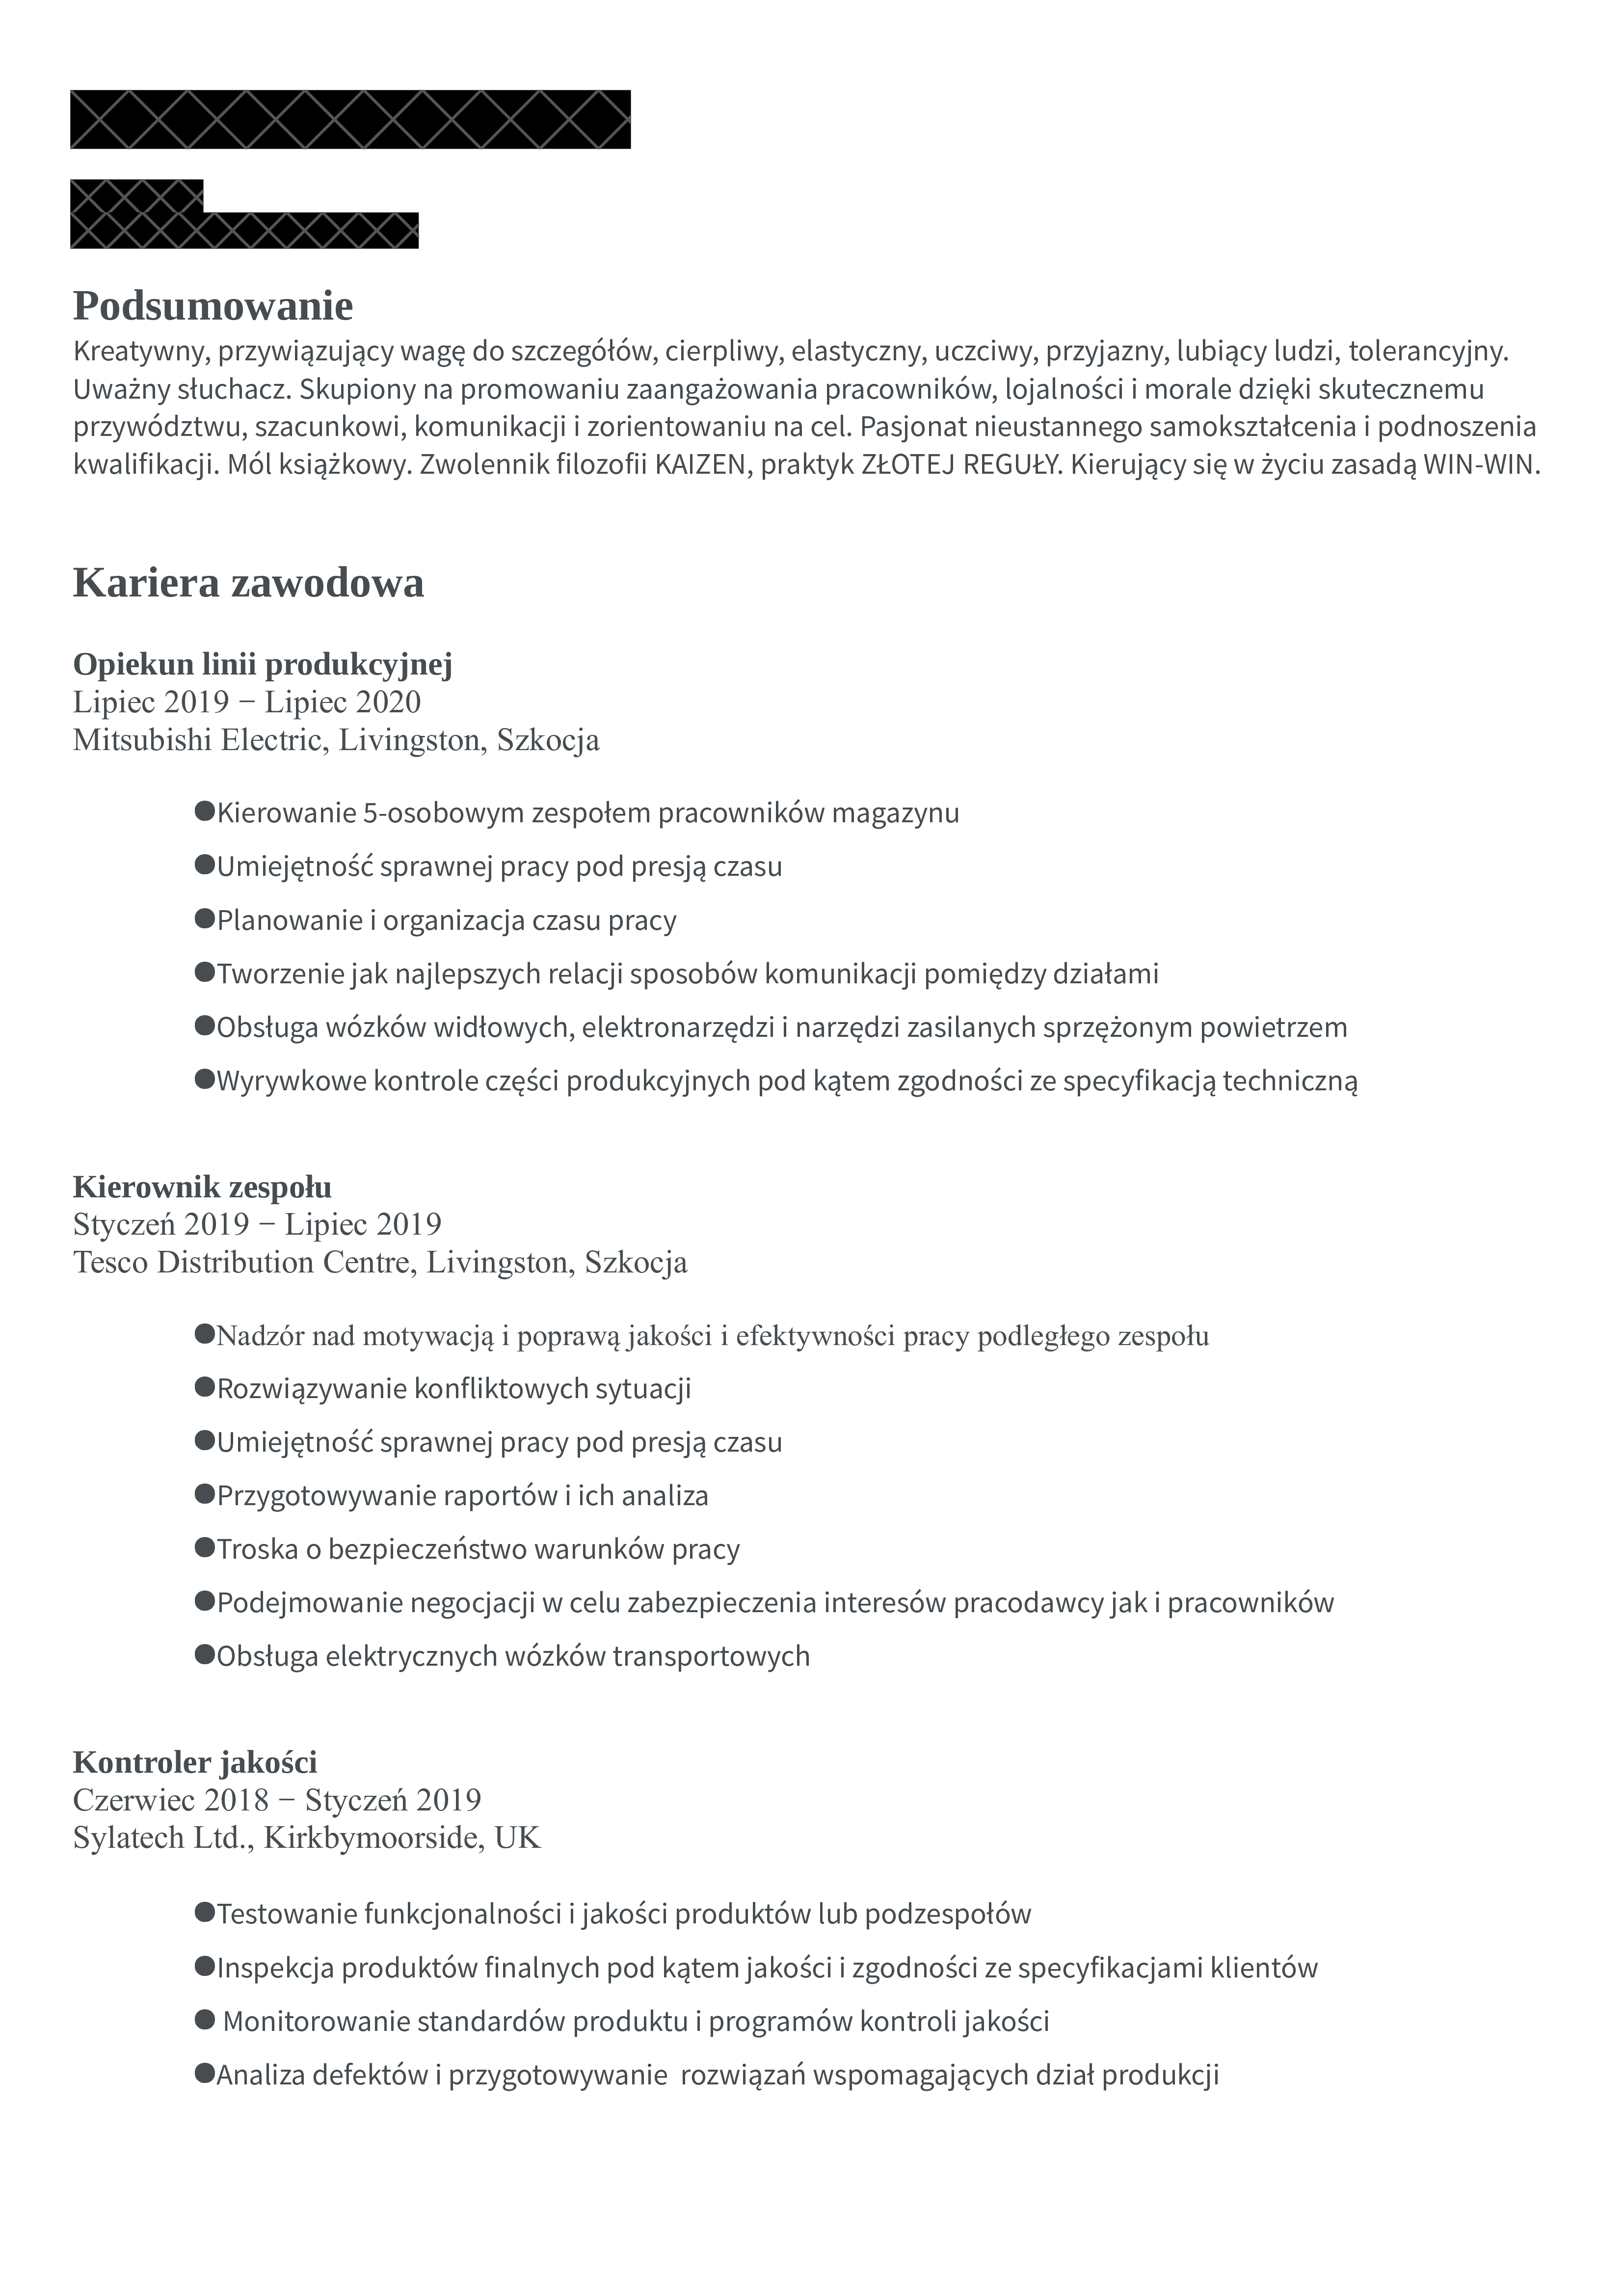 Podsumowanie
Kreatywny, przywiązujący wagę do szczegółów, cierpliwy, elastyczny, uczciwy, przyjazny, lubiący ludzi, tolerancyjny.
Uważny słuchacz. Skupiony na promowaniu zaangażowania pracowników, lojalności i morale dzięki skutecznemu
przywództwu, szacunkowi, komunikacji i zorientowaniu na cel. Pasjonat nieustannego samokształcenia i podnoszenia
kwalifikacji. Mól książkowy. Zwolennik filozofii KAIZEN, praktyk ZŁOTEJ REGUŁY. Kierujący się w życiu zasadą WIN-WIN.
Kariera zawodowa
Opiekun linii produkcyjnej
Lipiec 2019 − Lipiec 2020
Mitsubishi Electric, Livingston, Szkocja
●Kierowanie 5-osobowym zespołem pracowników magazynu
●Umiejętność sprawnej pracy pod presją czasu
●Planowanie i organizacja czasu pracy
●Tworzenie jak najlepszych relacji sposobów komunikacji pomiędzy działami
●Obsługa wózków widłowych, elektronarzędzi i narzędzi zasilanych sprzężonym powietrzem
●Wyrywkowe kontrole części produkcyjnych pod kątem zgodności ze specyfikacją techniczną
Kierownik zespołu
Styczeń 2019 − Lipiec 2019
Tesco Distribution Centre, Livingston, Szkocja
●Nadzór nad motywacją i poprawą jakości i efektywności pracy podległego zespołu
●Rozwiązywanie konfliktowych sytuacji
●Umiejętność sprawnej pracy pod presją czasu
●Przygotowywanie raportów i ich analiza
●Troska o bezpieczeństwo warunków pracy
●Podejmowanie negocjacji w celu zabezpieczenia interesów pracodawcy jak i pracowników
●Obsługa elektrycznych wózków transportowych
Kontroler jakości
Czerwiec 2018 − Styczeń 2019
Sylatech Ltd., Kirkbymoorside, UK
●Testowanie funkcjonalności i jakości produktów lub podzespołów
●Inspekcja produktów finalnych pod kątem jakości i zgodności ze specyfikacjami klientów
● Monitorowanie standardów produktu i programów kontroli jakości
●Analiza defektów i przygotowywanie  rozwiązań wspomagających dział produkcji